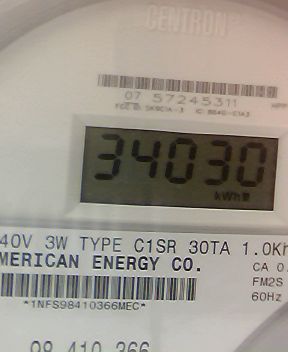 CENTRON
07 57245311
34030
kWh
40V 3W TYPE C1SR 30TA 1.0Kh
MERICAN ENERGY CO.
CA 0.
FM2S
*1NFS98410366MEC*
60Hz
98 410 366